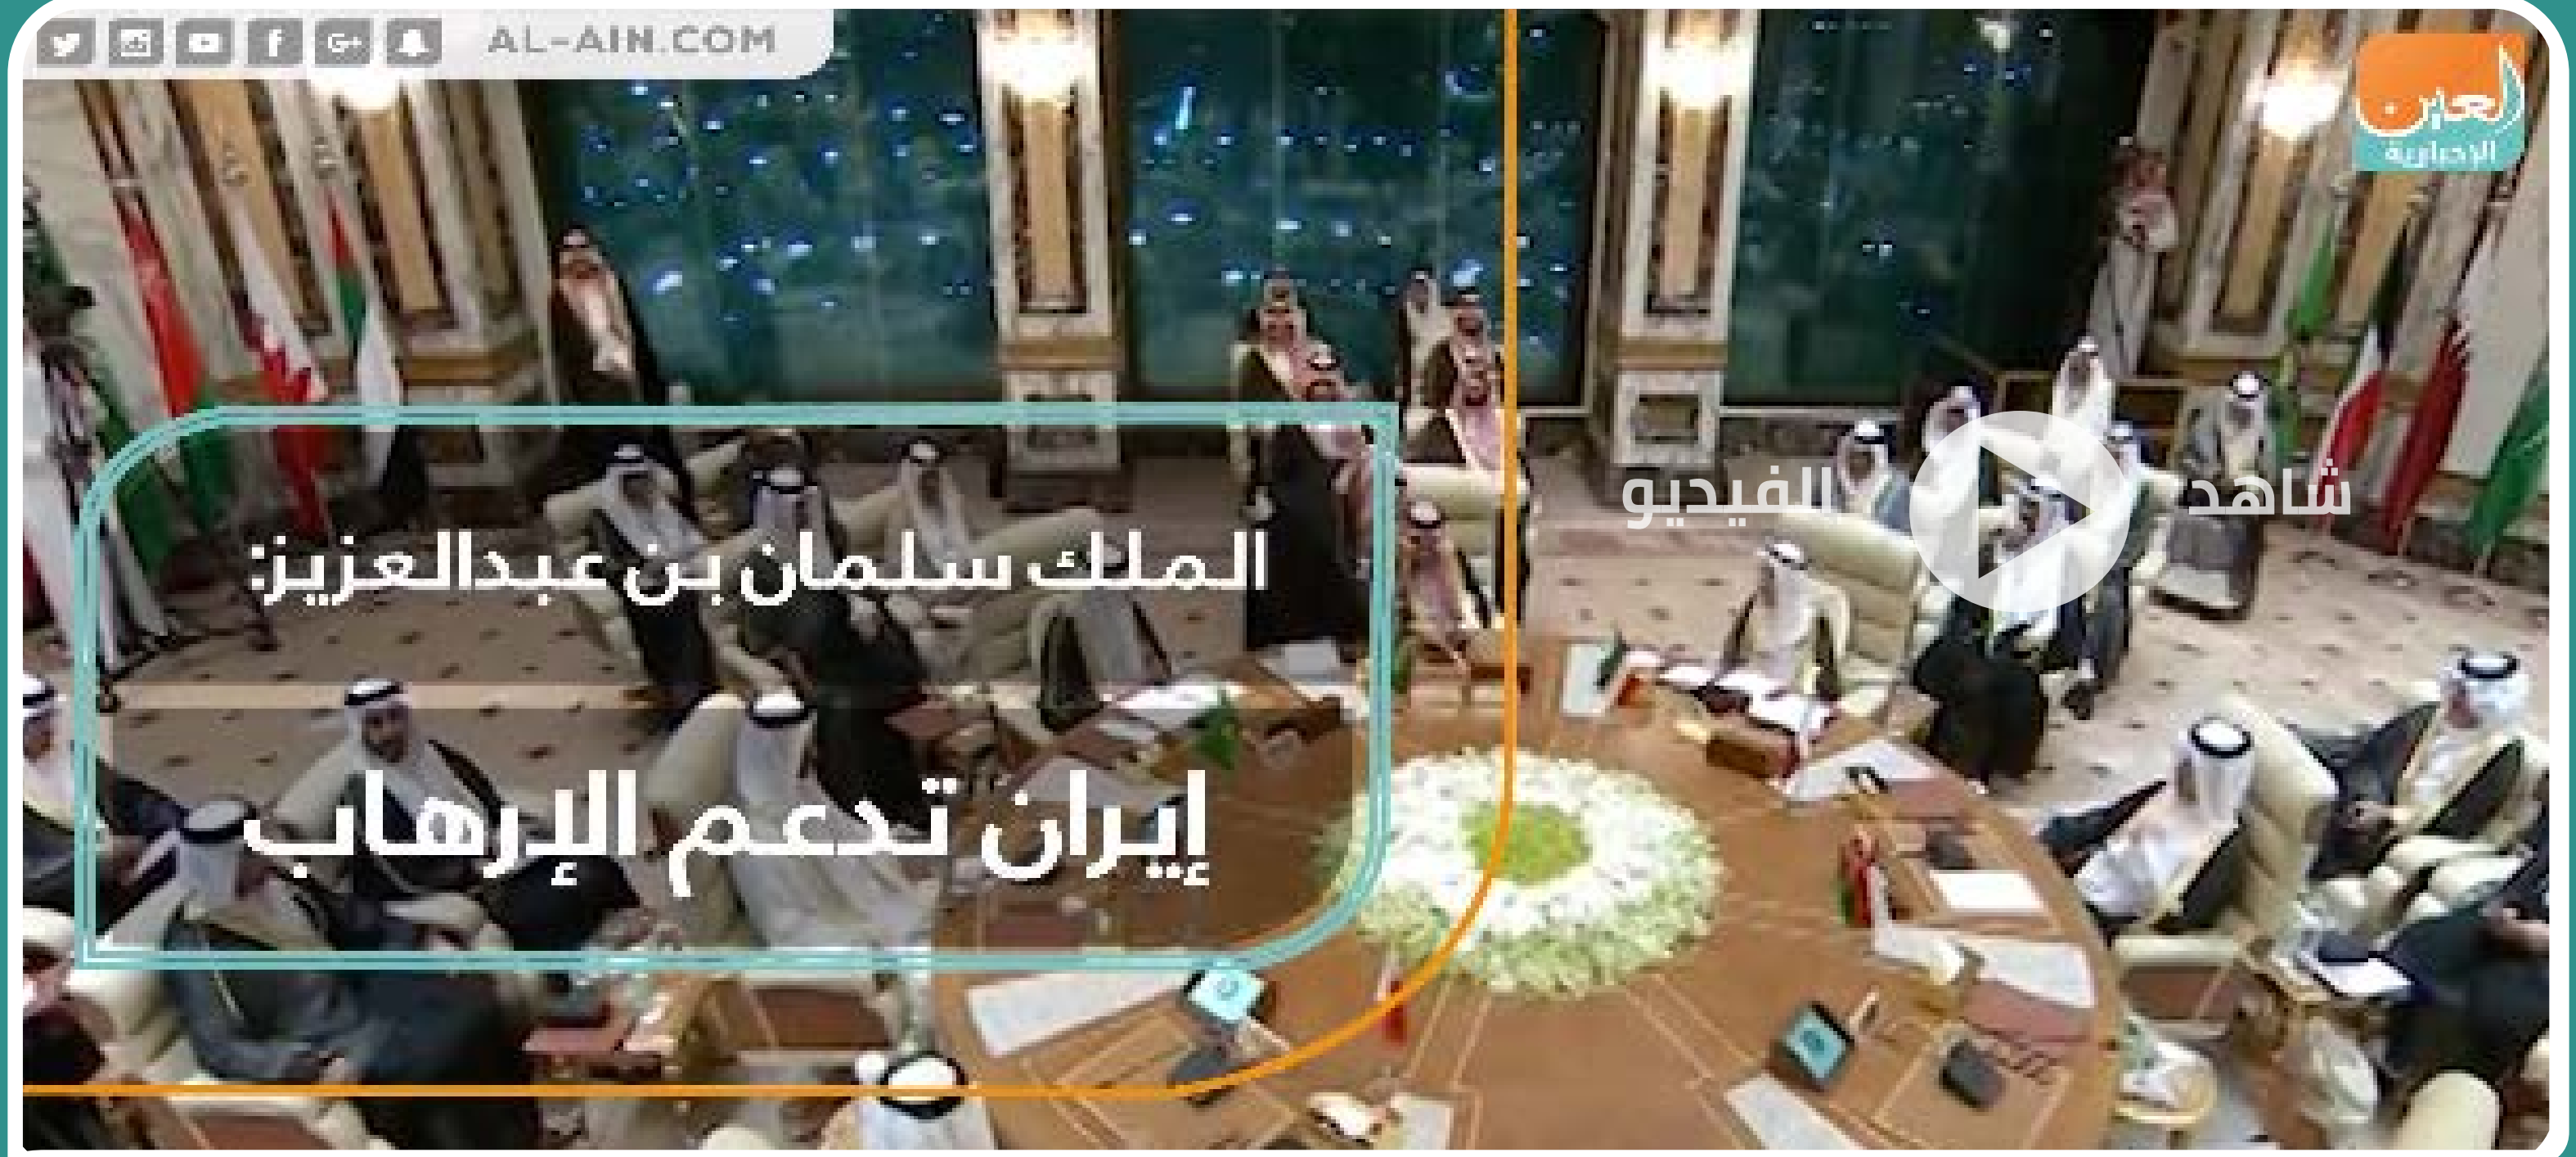 AL-AIN.COM
العين
الإخبارية
شاهد الفيديو
الملك سلمان بن عبدالعزيز:
إيران تدعم الإرهاب